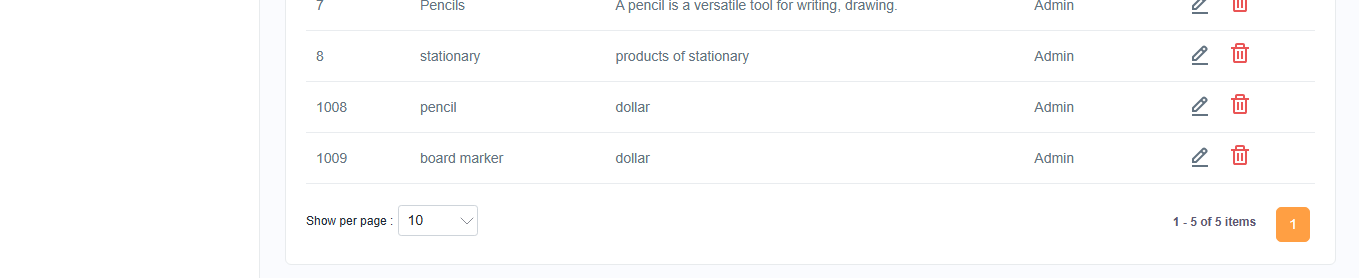 7 Pencils A pencil is a versatile tool for writing, drawing. Admin
8 stationary products of stationary Admin
1008 pencil dollar Admin
1009 board marker dollar Admin
Show per page : 10 1 - 5 of 5 items 1